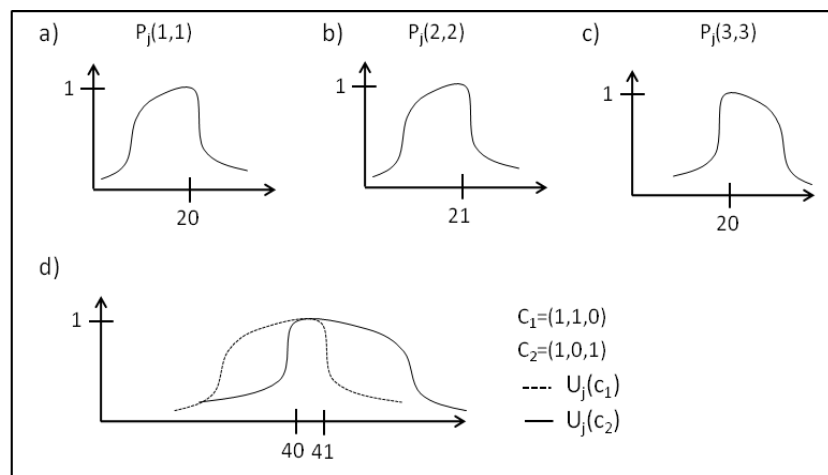 a) Pj(1,1)
b) Pj(2,2)
c) Pj(3,3)
1
1
1
20
21
20
d)
1
C1=(1,1,0)
C2=(1,0,1)
Uj(c1)
Uj(c2)
40 41